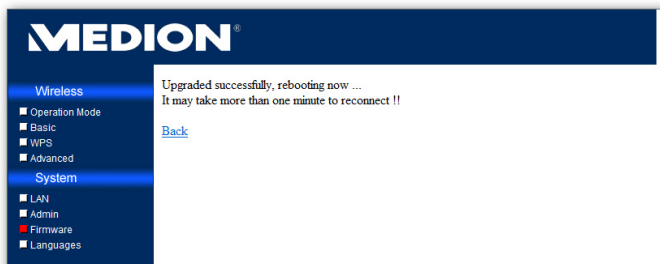 MEDION®
Wireless
Operation Mode
Basic
WPS
Advanced
System
LAN
Admin
Firmware
Languages
Upgraded successfully, rebooting now ...
It may take more than one minute to reconnect !!
Back